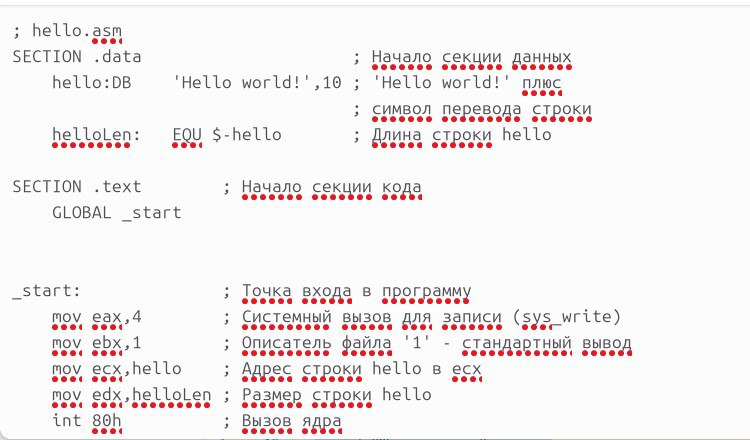 ; hello.asm
SECTION .data                     ; Начало секции данных
    hello:DB    'Hello world!',10 ; 'Hello world!' плюс
                                  ; символ перевода строки
    helloLen:   EQU $-hello       ; Длина строки hello
SECTION .text        ; Начало секции кода
    GLOBAL _start
_start:              ; Точка входа в программу
    mov eax,4        ; Системный вызов для записи (sys_write)
    mov ebx,1        ; Описатель файла '1' - стандартный вывод
    mov ecx,hello    ; Адрес строки hello в ecx
    mov edx,helloLen ; Размер строки hello
    int 80h          ; Вызов ядра